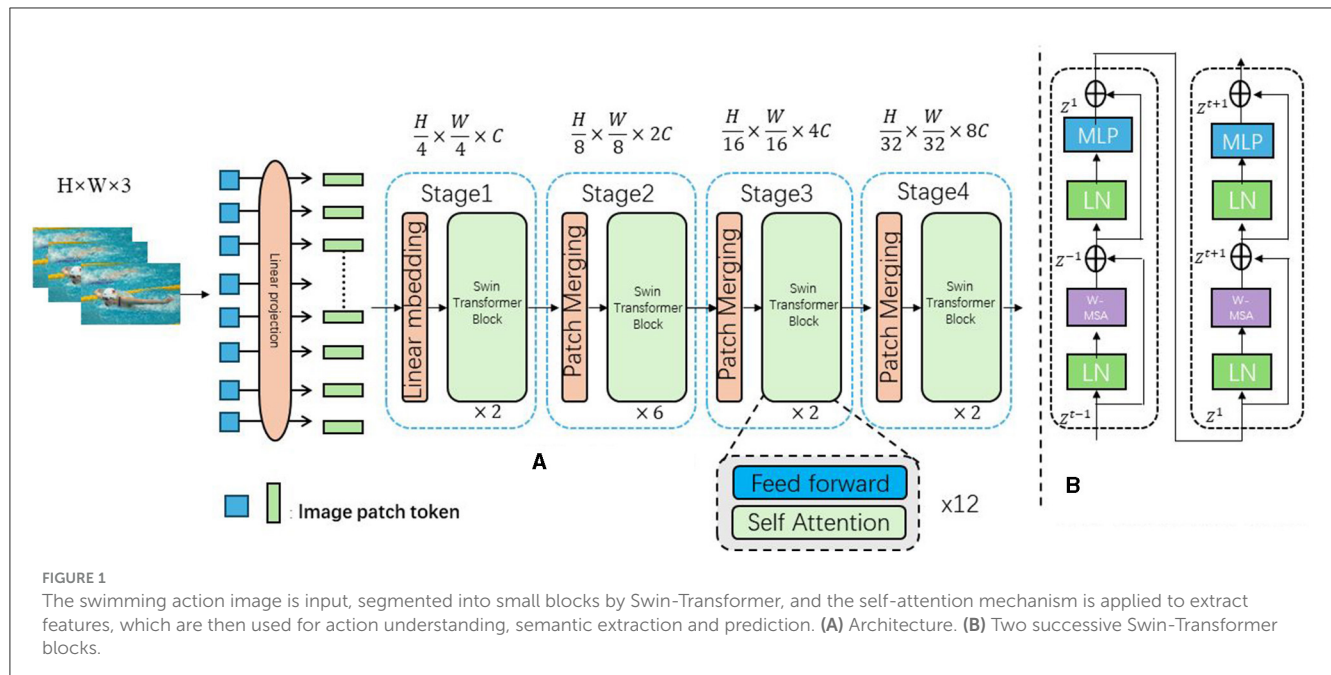 H×W×3
Linear projection
: Image patch token
H/4 × W/4 × C
H/8 × W/8 × 2C
H/16 × W/16 × 4C
H/32 × W/32 × 8C
Stage1
Linear mbedding
Swin
Transformer
Block
×2
Stage2
Patch Merging
Swin
Transformer
Block
×6
Stage3
Patch Merging
Swin
Transformer
Block
×2
Stage4
Patch Merging
Swin
Transformer
Block
×2
A
Feed forward
Self Attention
x12
Z^1
MLP
LN
Z^-1
W-
MSA
LN
Z^t-1
Z^t+1
MLP
LN
Z^t+1
W-
MSA
LN
Z^1
B
FIGURE 1
The swimming action image is input, segmented into small blocks by Swin-Transformer, and the self-attention mechanism is applied to extract
features, which are then used for action understanding, semantic extraction and prediction. (A) Architecture. (B) Two successive Swin-Transformer
blocks.